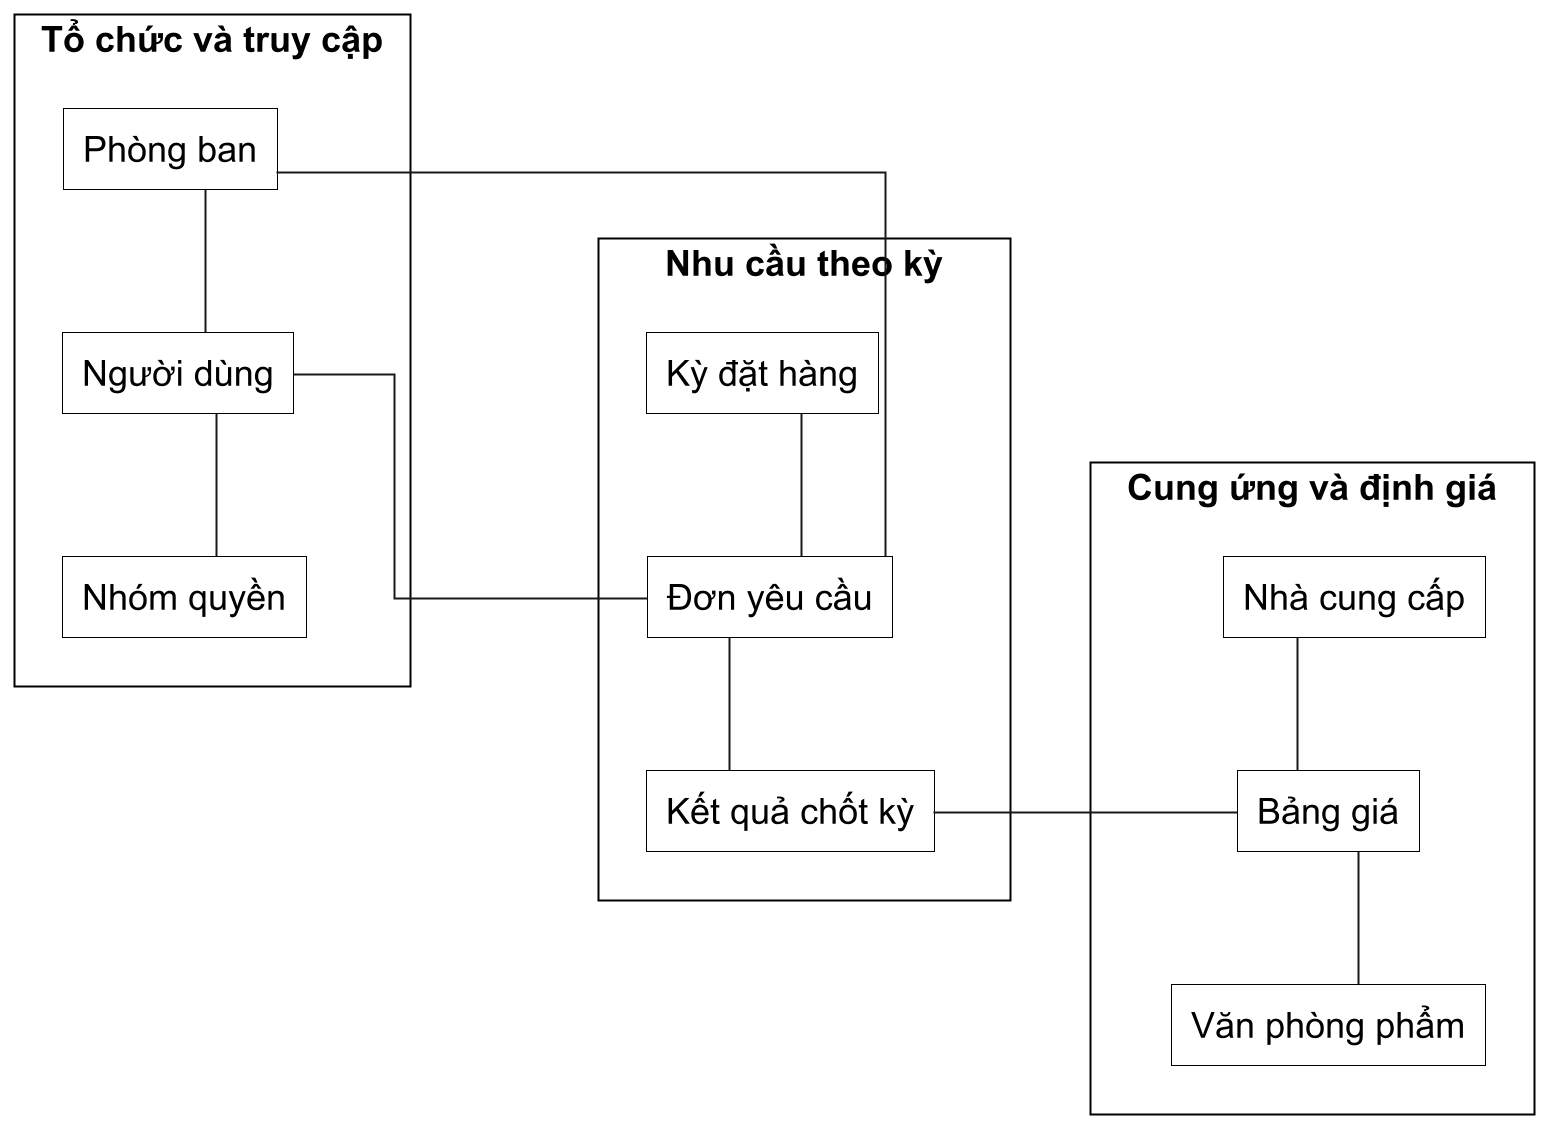 Tổ chức và truy cập
Phòng ban
Người dùng
Nhóm quyền
Nhu cầu theo kỳ
Kỳ đặt hàng
Đơn yêu cầu
Kết quả chốt kỳ
Cung ứng và định giá
Nhà cung cấp
Bảng giá
Văn phòng phẩm